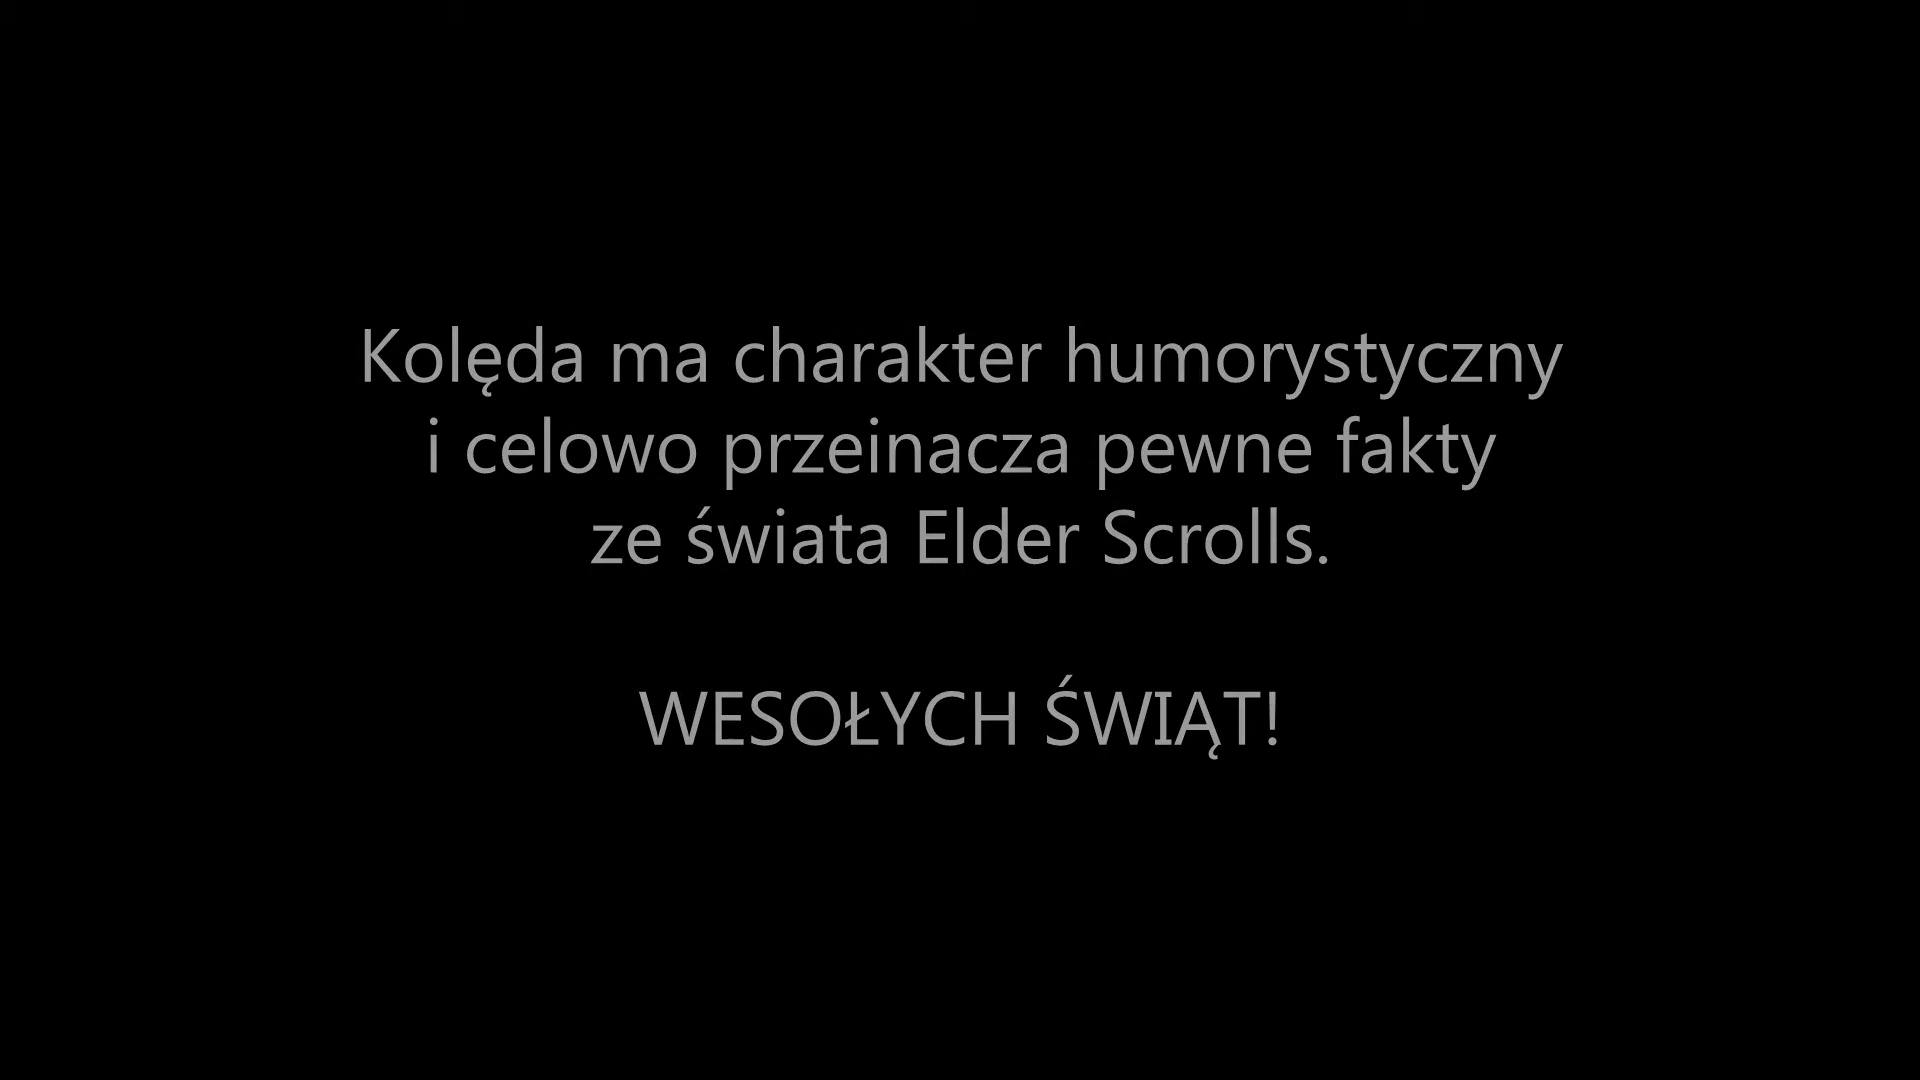 Kolęda ma charakter humorystyczny
i celowo przeinacza pewne fakty
ze świata Elder Scrolls.
WESOŁYCH ŚWIĄT!